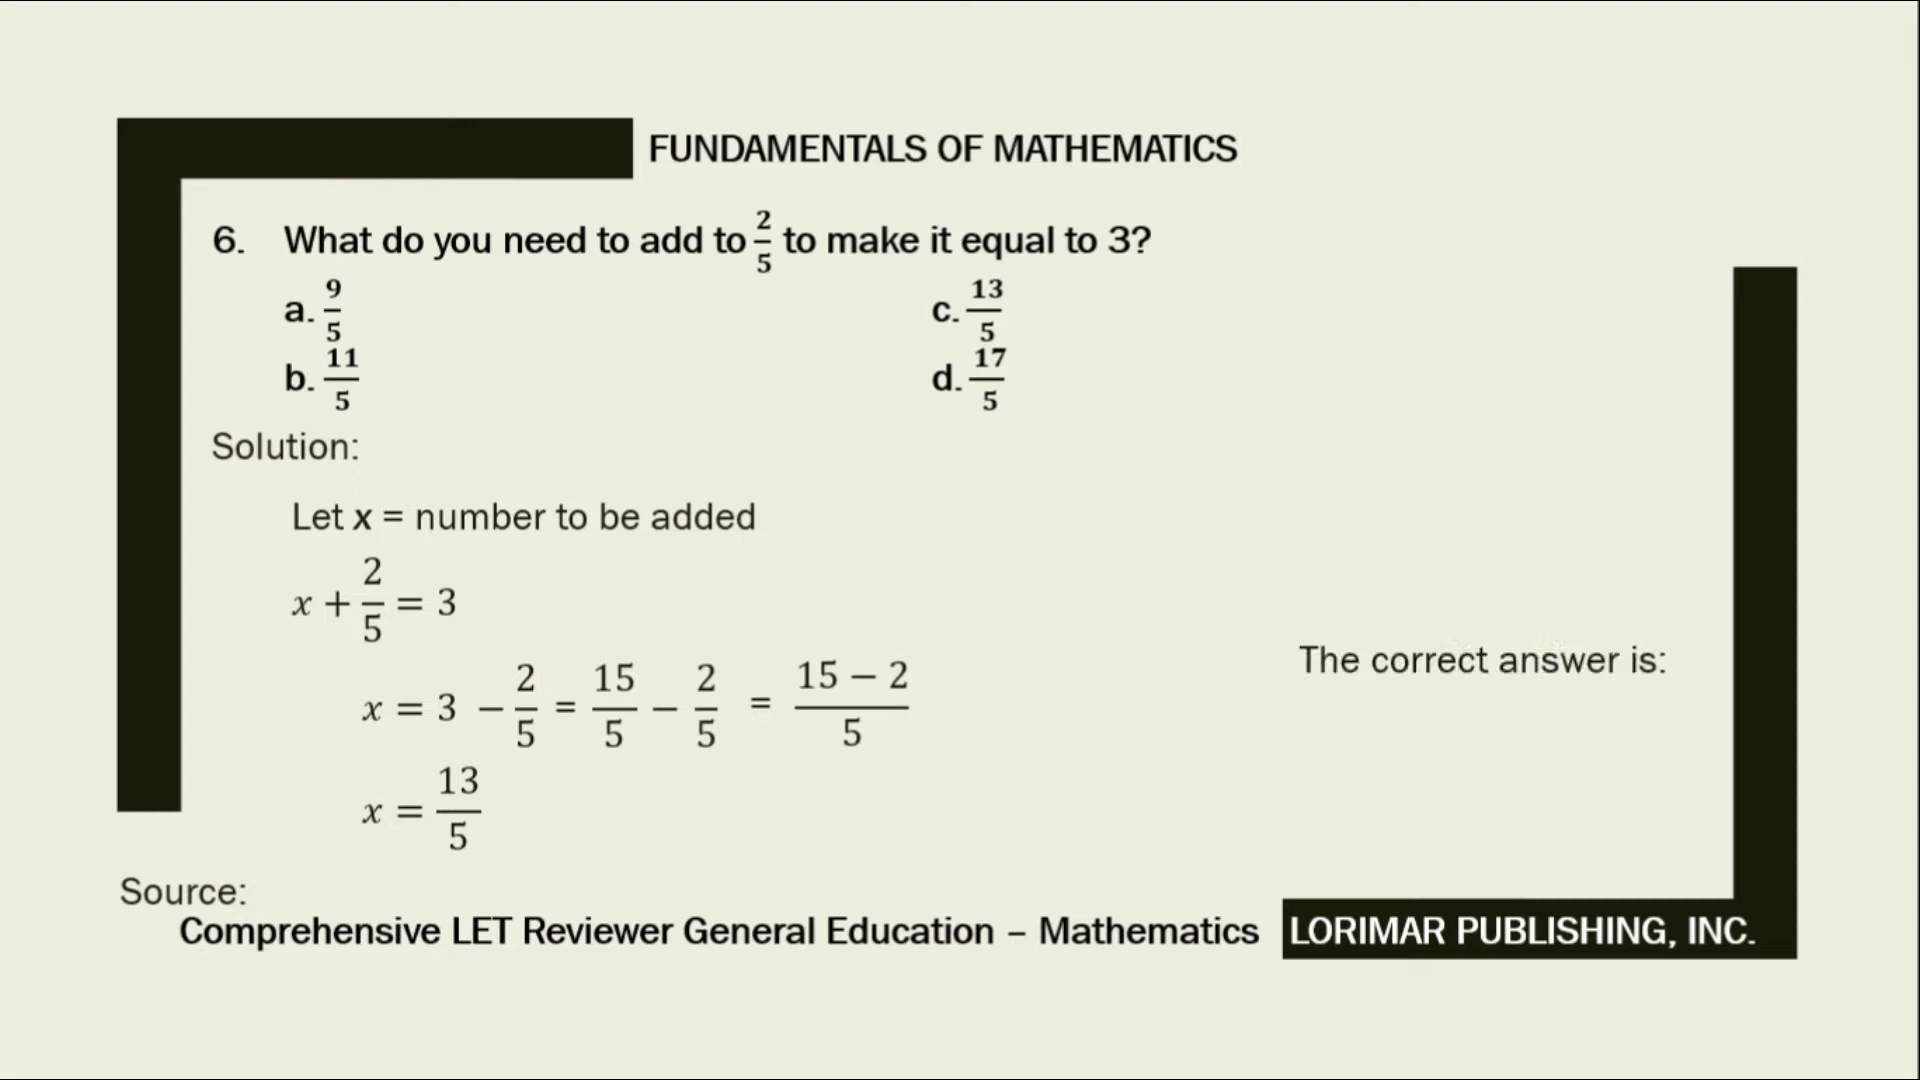 FUNDAMENTALS OF MATHEMATICS
6. What do you need to add to 2/5 to make it equal to 3?
a. 9/5 c. 13/5
b. 11/5 d. 17/5
Solution:
Let x = number to be added
x + 2/5 = 3
The correct answer is:
x = 3 − 2/5 = 15/5 − 2/5 = (15 − 2)/5
x = 13/5
Source:
Comprehensive LET Reviewer General Education – Mathematics LORIMAR PUBLISHING, INC.